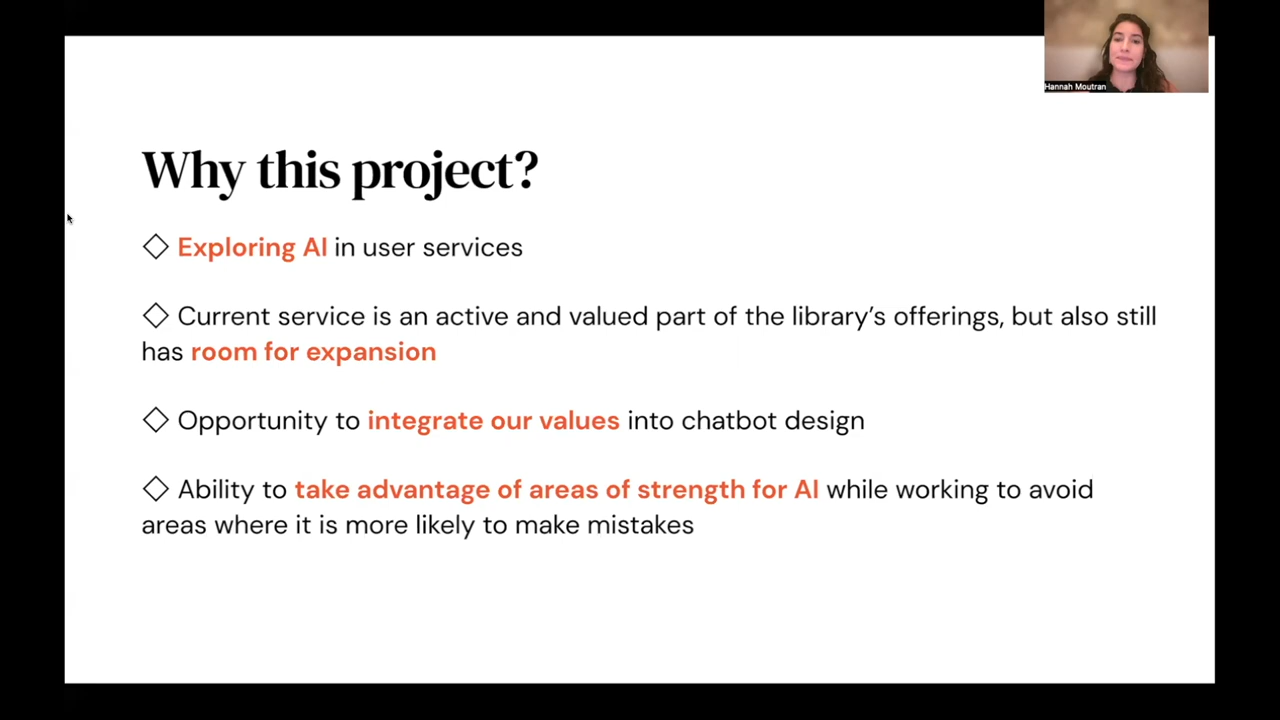 Hannah Moutran
Why this project?
◇ Exploring AI in user services
◇ Current service is an active and valued part of the library’s offerings, but also still
has room for expansion
◇ Opportunity to integrate our values into chatbot design
◇ Ability to take advantage of areas of strength for AI while working to avoid
areas where it is more likely to make mistakes